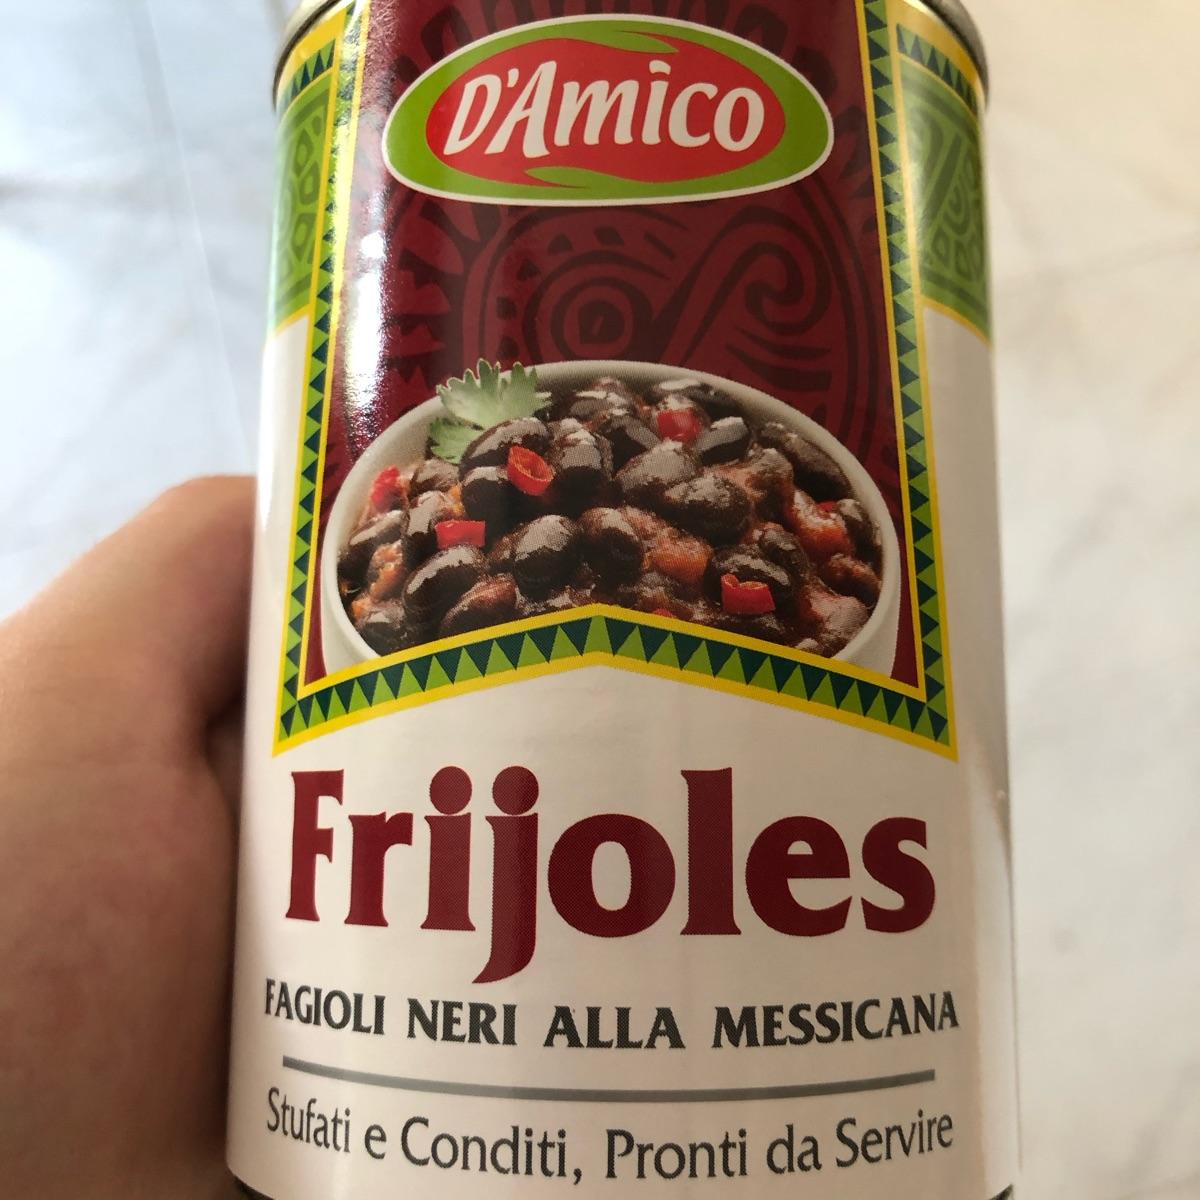 D'Amico
Frijoles
FAGIOLI NERI ALLA MESSICANA
Stufati e Conditi, Pronti da Servire